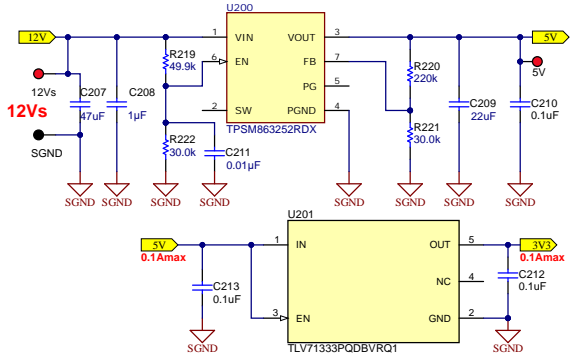 U200
12V
1
VIN
VOUT
3
5V
R219
49.9k
6
EN
FB
7
R220
220k
12Vs
C207
47uF
C208
1µF
PG
5
5V
12Vs
2
SW
PGND
4
C209
22uF
C210
0.1uF
TPSM863252RDX
SGND
R222
30.0k
C211
0.01µF
R221
30.0k
SGND
SGND
SGND
SGND
SGND
SGND
SGND
SGND
U201
5V
0.1Amax
1
IN
OUT
5
3V3
0.1Amax
C213
0.1uF
NC
4
C212
0.1uF
3
EN
GND
2
TLV71333PQDBVRQ1
SGND
SGND